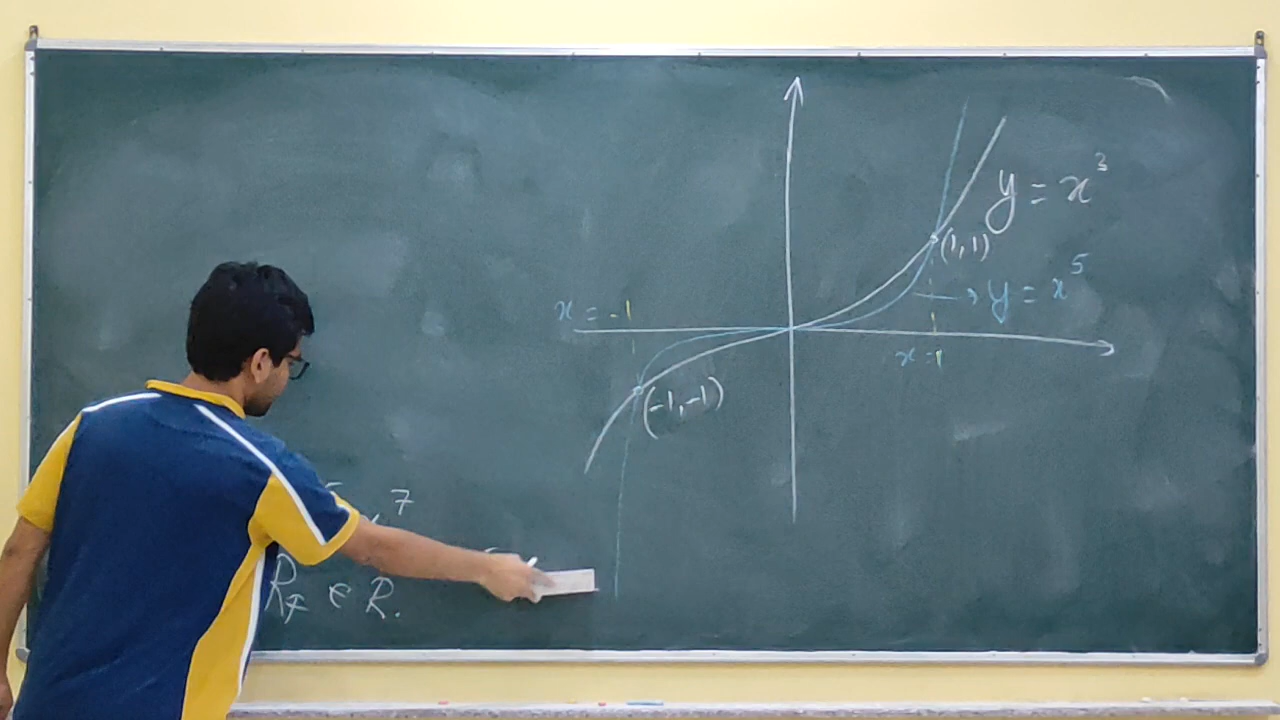 y = x³
(1,1)
→ y = x⁵
x = -1
x = 1
(-1,-1)
7
R_f ∈ R.